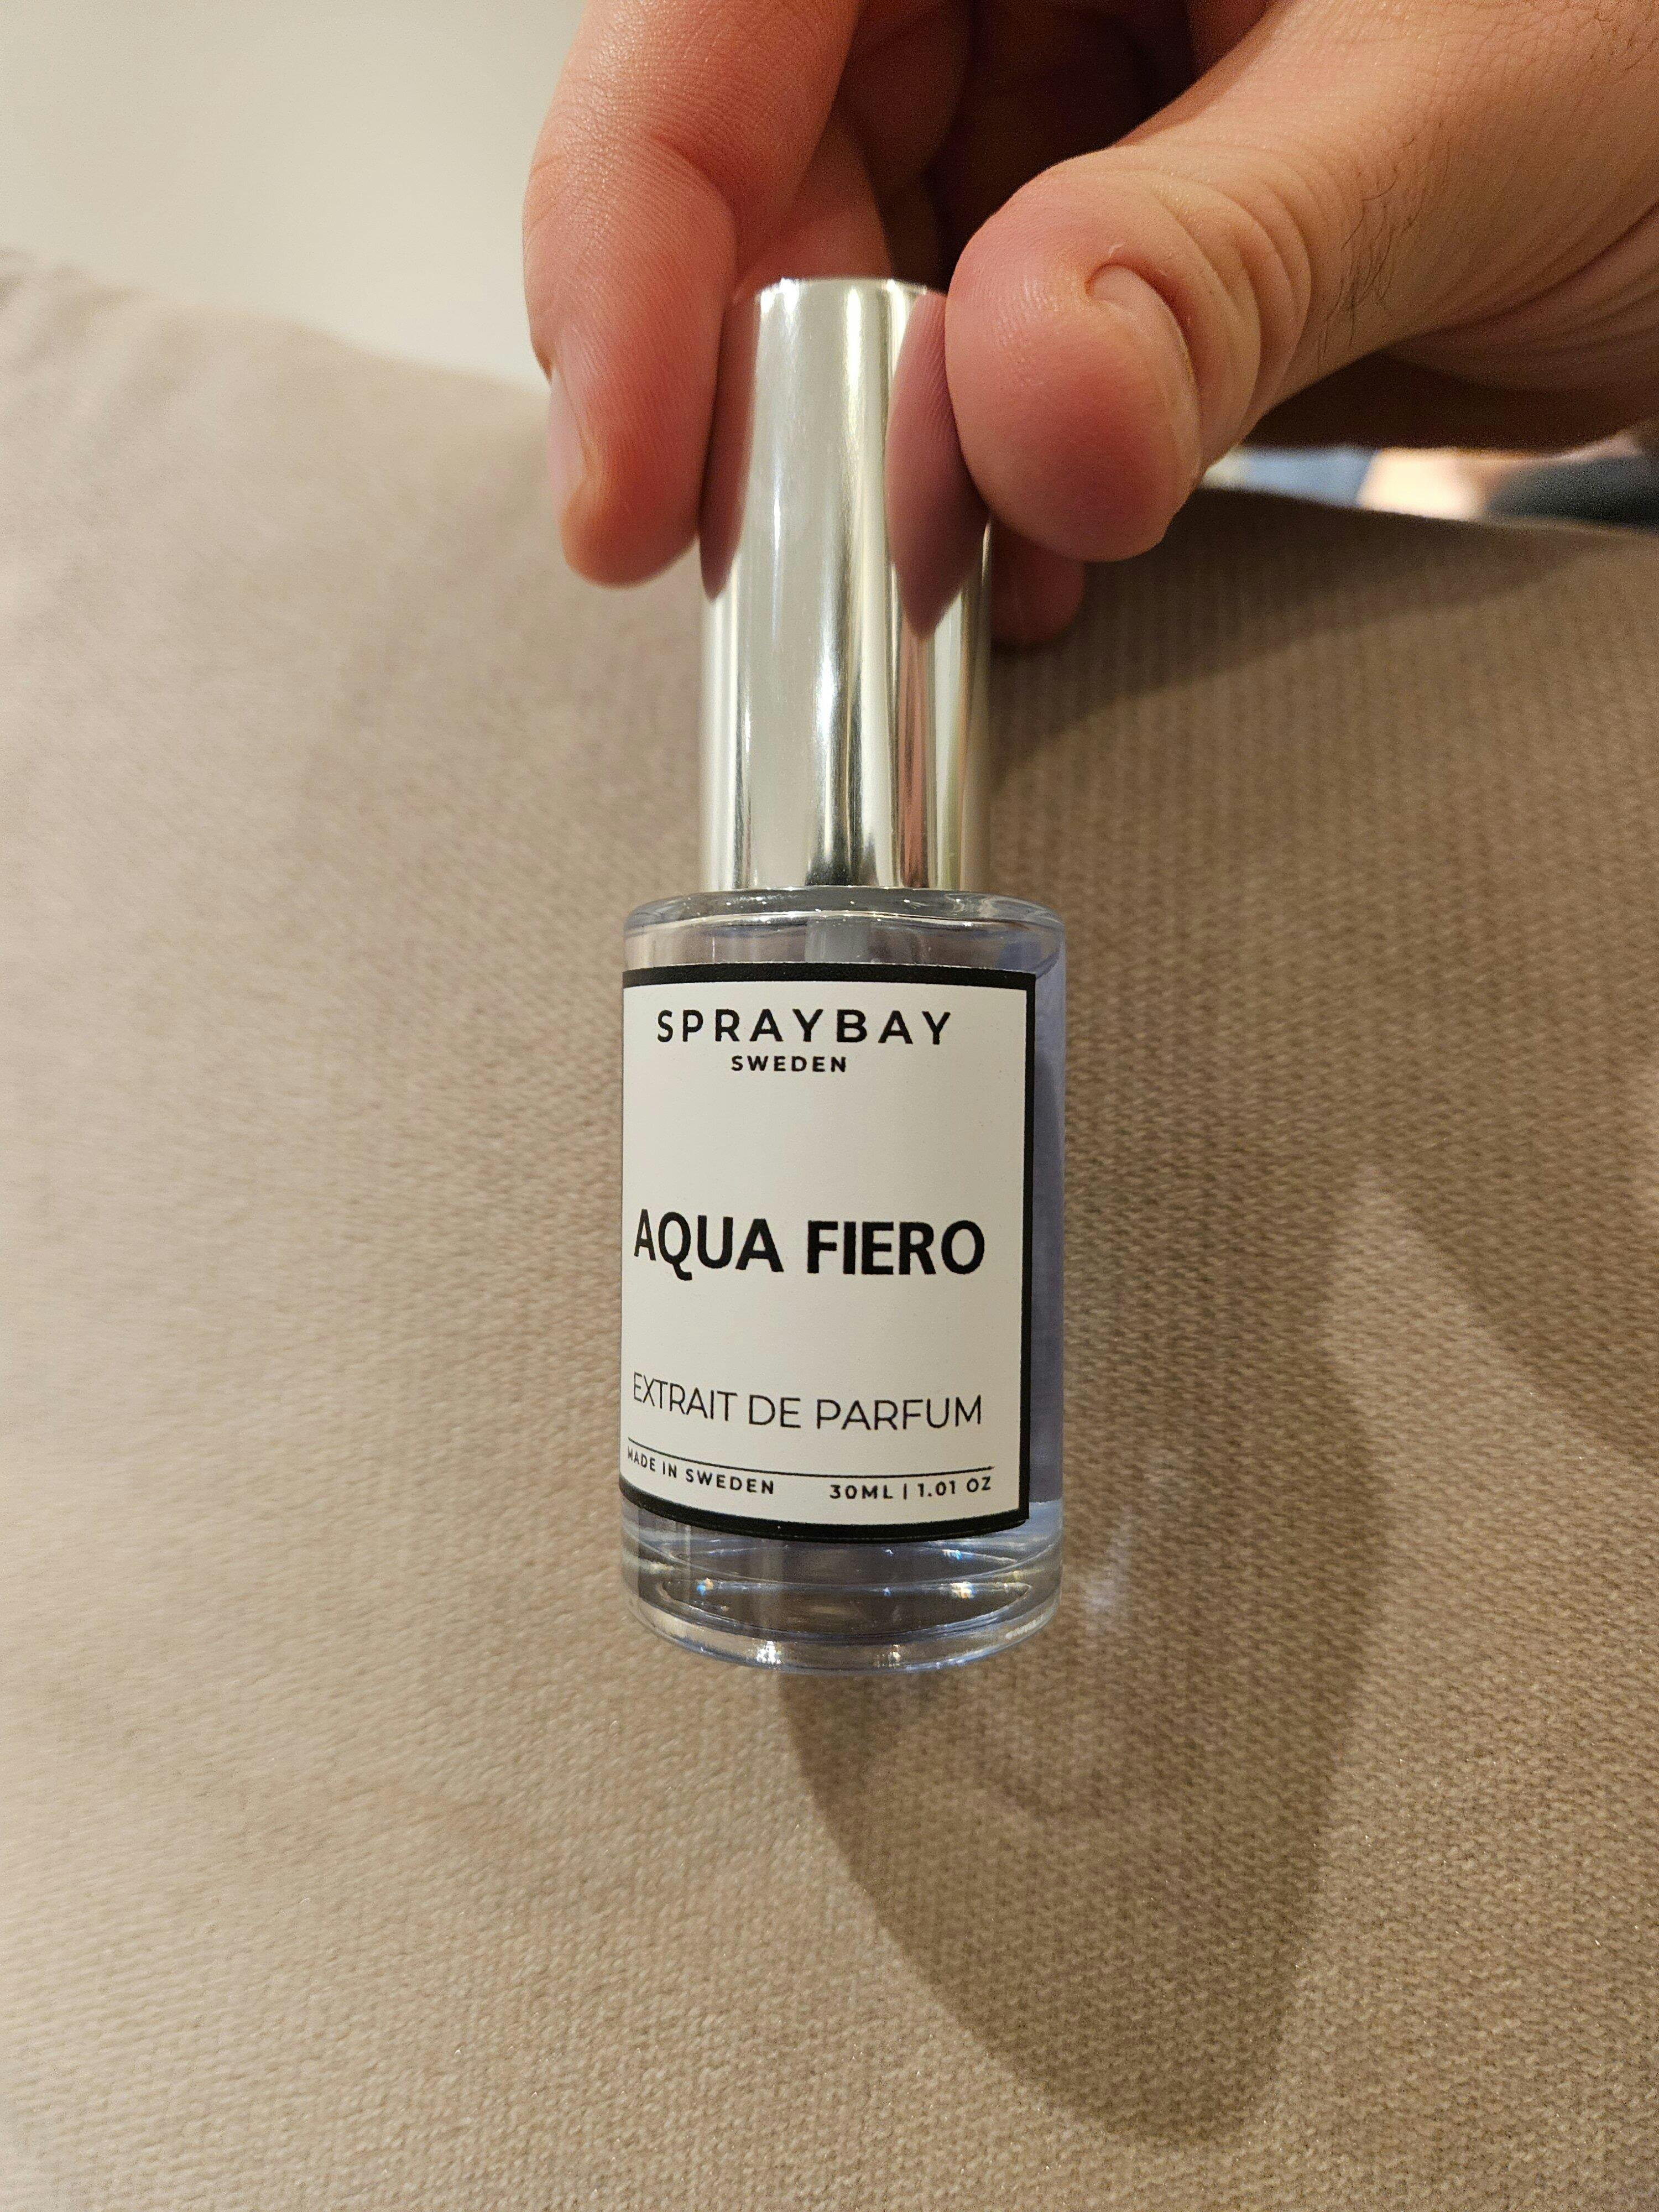 SPRAYBAY
SWEDEN
AQUA FIERO
EXTRAIT DE PARFUM
MADE IN SWEDEN 30ML | 1.01 OZ